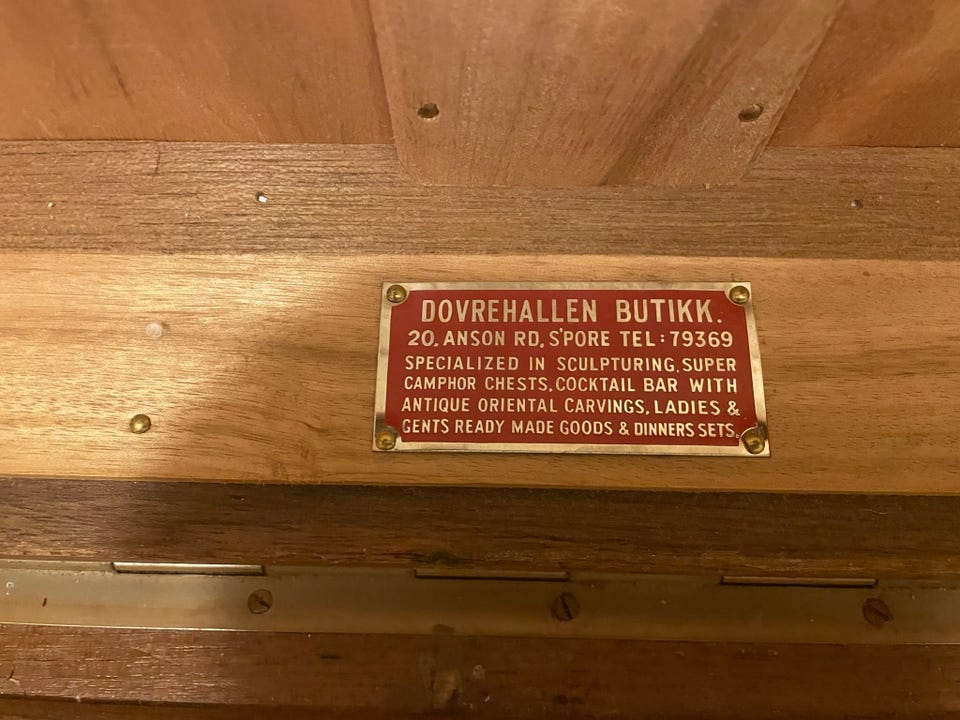 DOVREHALLEN BUTIKK.
20, ANSON RD, S'PORE TEL: 79369
SPECIALIZED IN SCULPTURING, SUPER
CAMPHOR CHESTS, COCKTAIL BAR WITH
ANTIQUE ORIENTAL CARVINGS, LADIES &
GENTS READY MADE GOODS & DINNERS SETS.